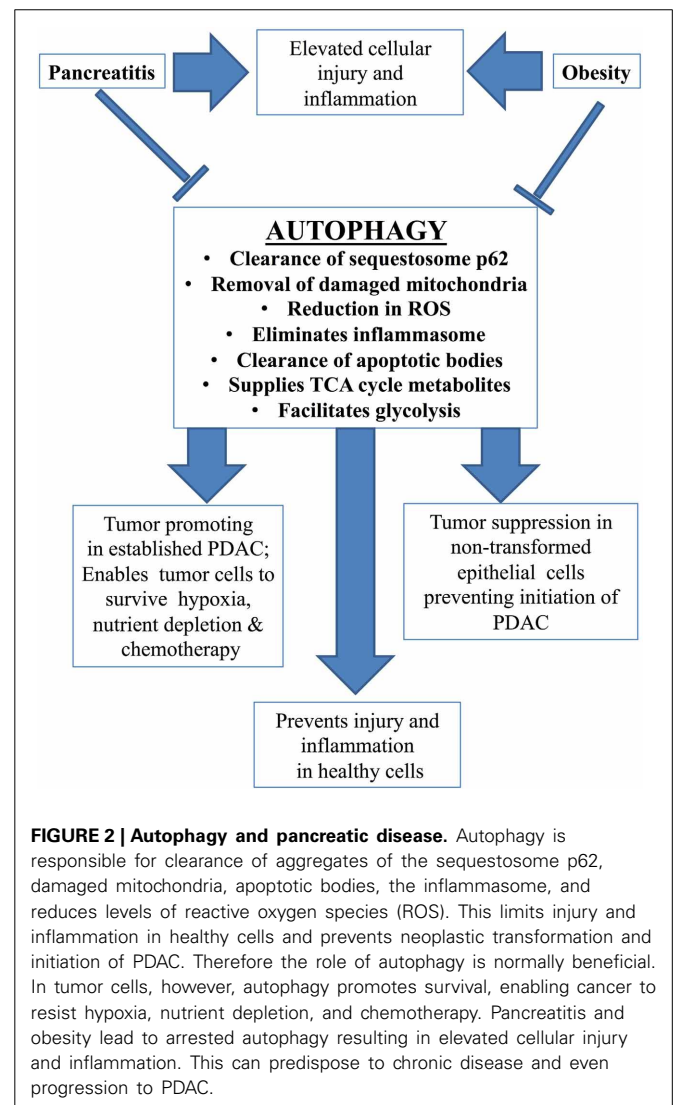 Pancreatitis
Elevated cellular
injury and
inflammation
Obesity
AUTOPHAGY
• Clearance of sequestosome p62
• Removal of damaged mitochondria
• Reduction in ROS
• Eliminates inflammasome
• Clearance of apoptotic bodies
• Supplies TCA cycle metabolites
• Facilitates glycolysis
Tumor promoting
in established PDAC;
Enables tumor cells to
survive hypoxia,
nutrient depletion &
chemotherapy
Tumor suppression in
non-transformed
epithelial cells
preventing initiation of
PDAC
Prevents injury and
inflammation
in healthy cells
FIGURE 2 | Autophagy and pancreatic disease. Autophagy is
responsible for clearance of aggregates of the sequestosome p62,
damaged mitochondria, apoptotic bodies, the inflammasome, and
reduces levels of reactive oxygen species (ROS). This limits injury and
inflammation in healthy cells and prevents neoplastic transformation and
initiation of PDAC. Therefore the role of autophagy is normally beneficial.
In tumor cells, however, autophagy promotes survival, enabling cancer to
resist hypoxia, nutrient depletion, and chemotherapy. Pancreatitis and
obesity lead to arrested autophagy resulting in elevated cellular injury
and inflammation. This can predispose to chronic disease and even
progression to PDAC.